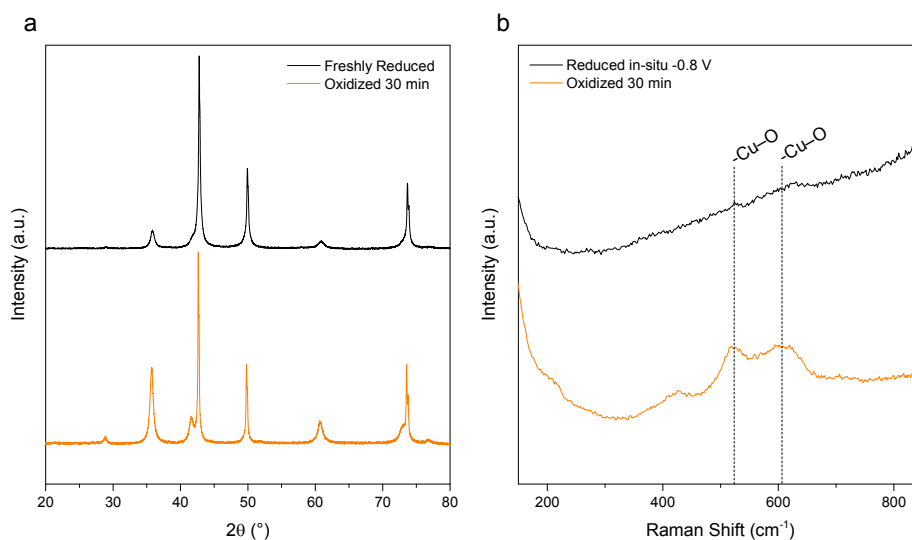 a
Freshly Reduced
Oxidized 30 min
Intensity (a.u.)
20 30 40 50 60 70 80
2θ (°)
b
Reduced in-situ -0.8 V
Oxidized 30 min
-Cu–O
-Cu–O
Intensity (a.u.)
200 400 600 800
Raman Shift (cm⁻¹)